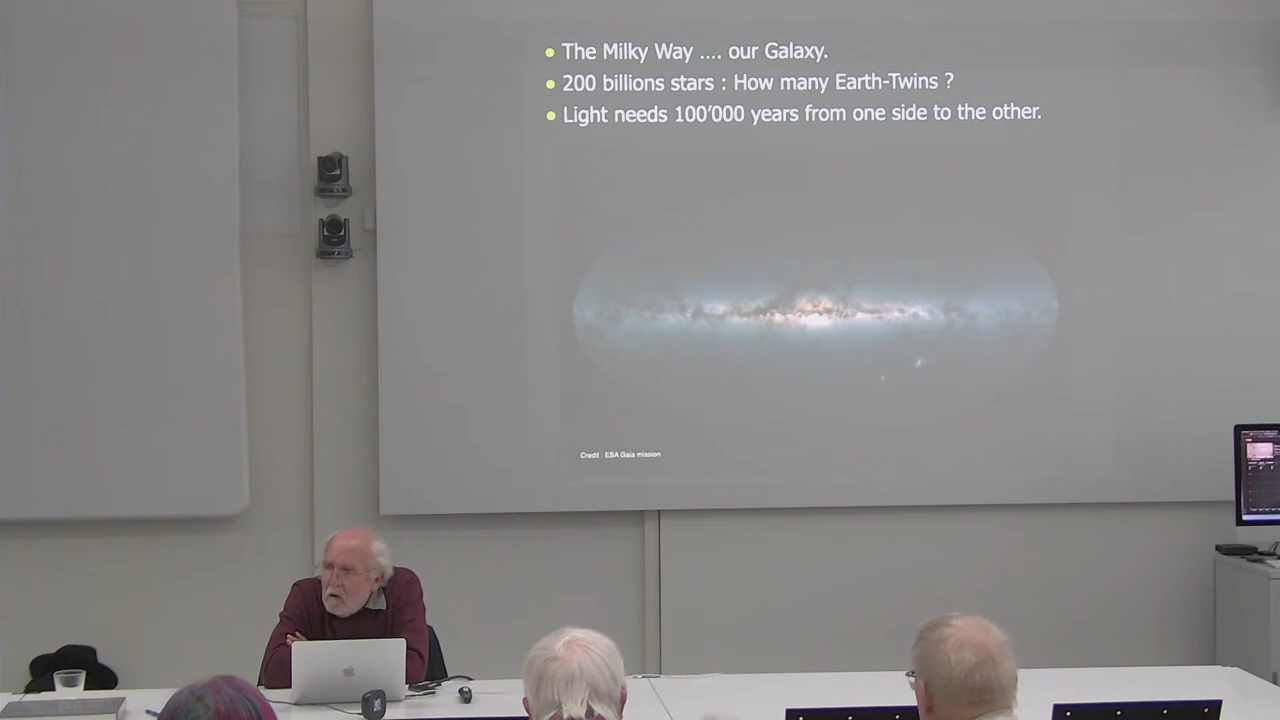 The Milky Way .... our Galaxy.
200 billions stars : How many Earth-Twins ?
Light needs 100'000 years from one side to the other.
Credit : ESA Gaia mission